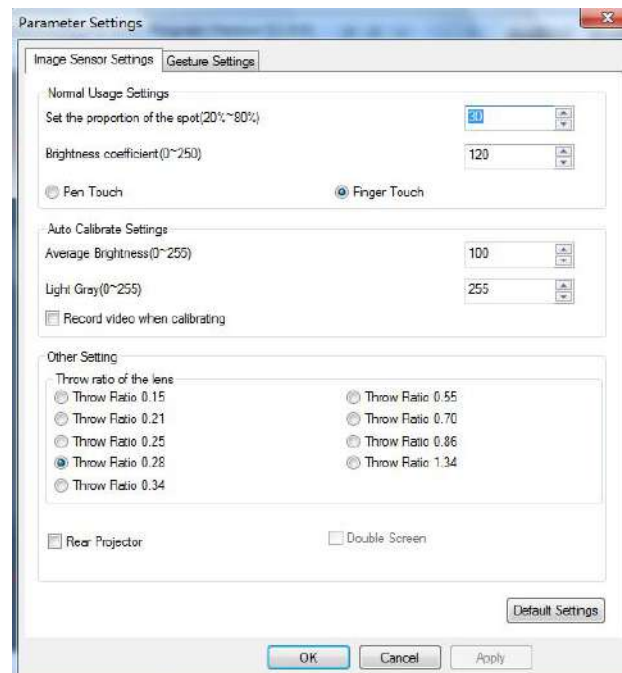 Parameter Settings
Image Sensor Settings Gesture Settings
Normal Usage Settings
Set the proportion of the spot(20%~80%) 30
Brightness coefficient(0~250) 120
Pen Touch Finger Touch
Auto Calibrate Settings
Average Brightness(0~255) 100
Light Gray(0~255) 255
Record video when calibrating
Other Setting
Throw ratio of the lens
Throw Ratio 0.15 Throw Ratio 0.55
Throw Ratio 0.21 Throw Ratio 0.70
Throw Ratio 0.25 Throw Ratio 0.86
Throw Ratio 0.28 Throw Ratio 1.34
Throw Ratio 0.34
Rear Projector Double Screen
Default Settings
OK Cancel Apply